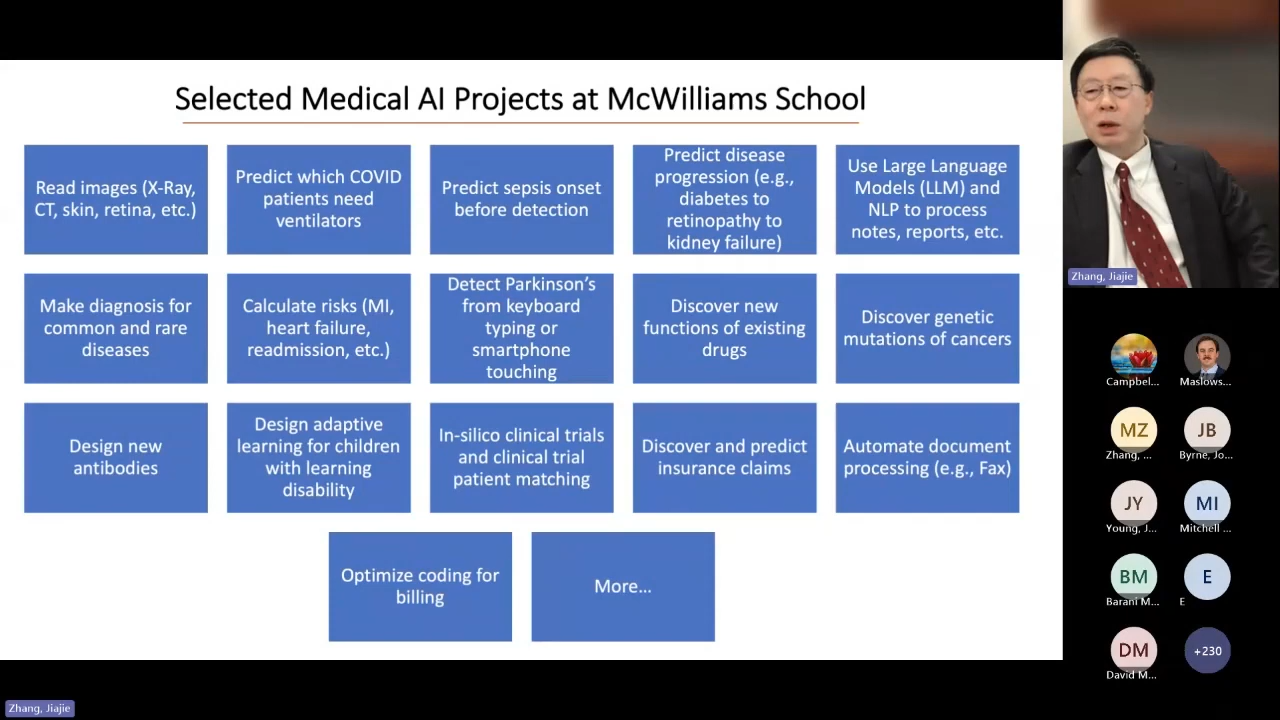 Selected Medical AI Projects at McWilliams School
Read images (X-Ray,
CT, skin, retina, etc.)
Predict which COVID
patients need
ventilators
Predict sepsis onset
before detection
Predict disease
progression (e.g.,
diabetes to
retinopathy to
kidney failure)
Use Large Language
Models (LLM) and
NLP to process
notes, reports, etc.
Make diagnosis for
common and rare
diseases
Calculate risks (MI,
heart failure,
readmission, etc.)
Detect Parkinson's
from keyboard
typing or
smartphone
touching
Discover new
functions of existing
drugs
Discover genetic
mutations of cancers
Design new
antibodies
Design adaptive
learning for children
with learning
disability
In-silico clinical trials
and clinical trial
patient matching
Discover and predict
insurance claims
Automate document
processing (e.g., Fax)
Optimize coding for
billing
More...
Zhang, Jiajie
Campbel...
Maslows...
MZ
Zhang, ...
JB
Byrne, Jo...
JY
Young, J...
MI
Mitchell ...
BM
Barani M...
E
E
DM
David M...
+230
Zhang, Jiajie